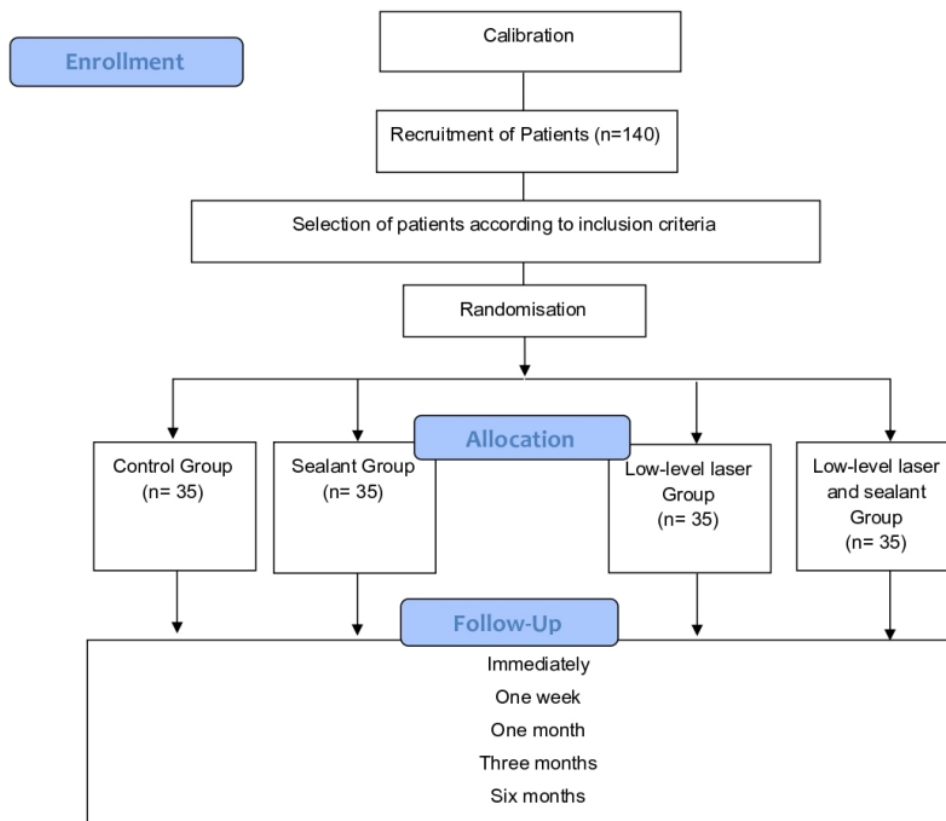 Calibration
Enrollment
Recruitment of Patients (n=140)
Selection of patients according to inclusion criteria
Randomisation
Allocation
Control Group
(n= 35)
Sealant Group
(n= 35)
Low-level laser
Group
(n= 35)
Low-level laser
and sealant
Group
(n= 35)
Follow-Up
Immediately
One week
One month
Three months
Six months